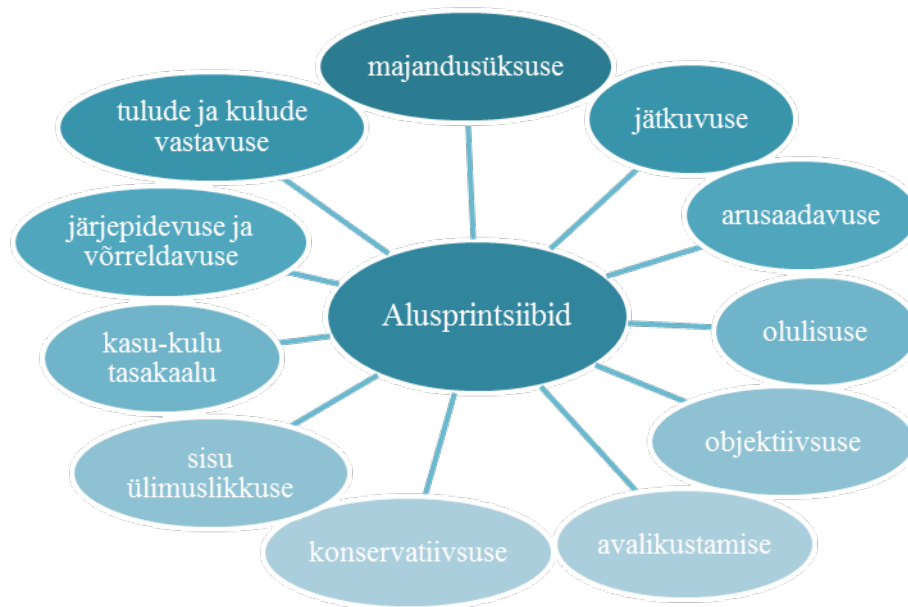 majandusüksuse
jätkuvuse
arusaadavuse
olulisuse
objektiivsuse
avalikustamise
konservatiivsuse
sisu
ülimuslikkuse
kasu-kulu
tasakaalu
järjepidevuse ja
võrreldavuse
tulude ja kulude
vastavuse
Alusprintsiibid